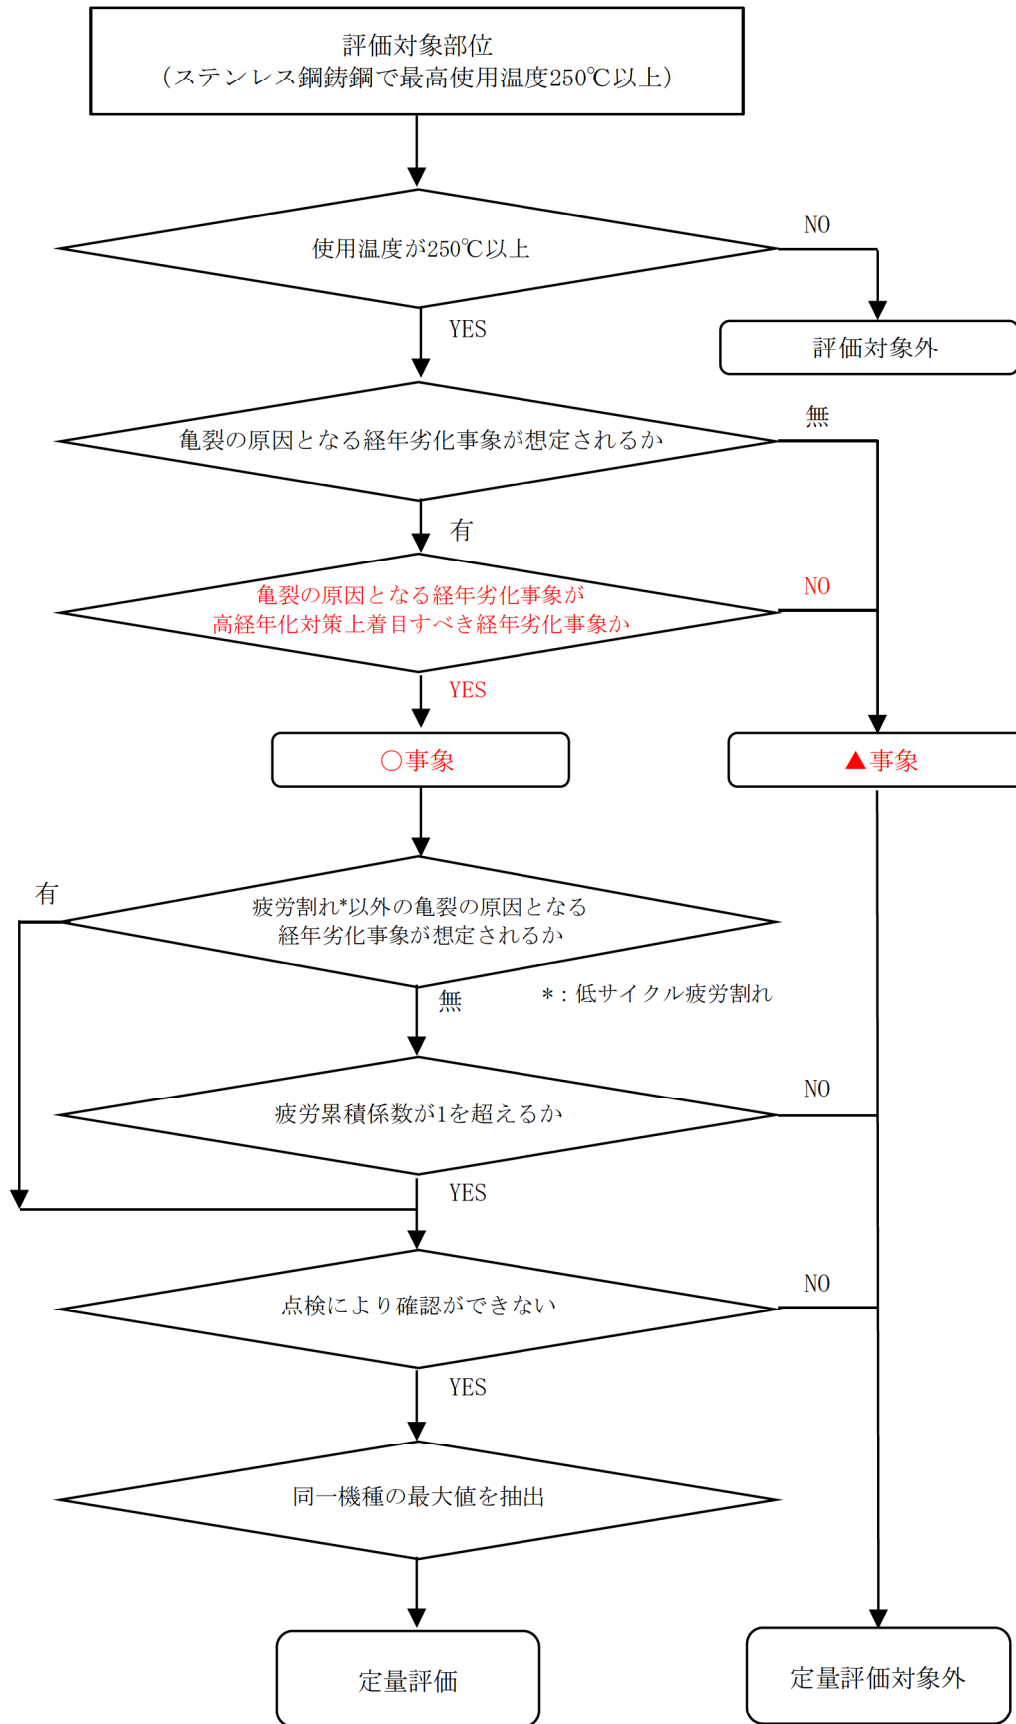 評価対象部位
（ステンレス鋼鋳鋼で最高使用温度250℃以上）
使用温度が250℃以上
NO
YES
評価対象外
亀裂の原因となる経年劣化事象が想定されるか
無
有
亀裂の原因となる経年劣化事象が
高経年化対策上着目すべき経年劣化事象か
NO
YES
○事象
▲事象
有
疲労割れ*以外の亀裂の原因となる
経年劣化事象が想定されるか
無
*：低サイクル疲労割れ
疲労累積係数が1を超えるか
NO
YES
点検により確認ができない
NO
YES
同一機種の最大値を抽出
定量評価
定量評価対象外